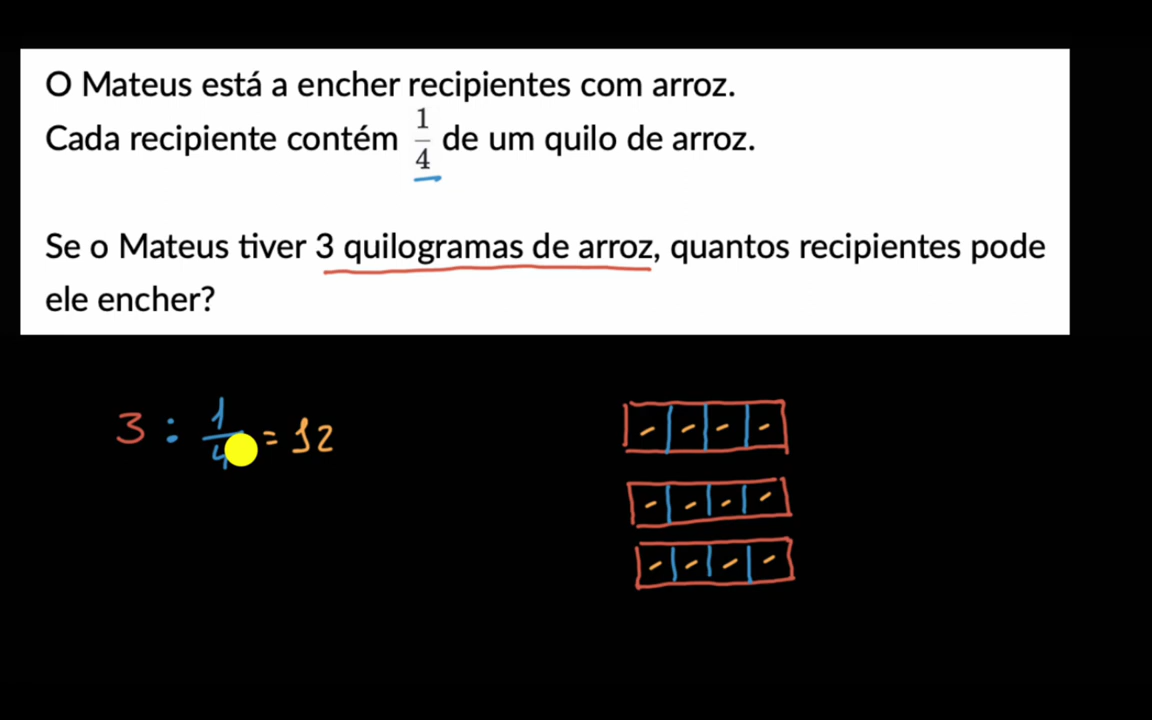 O Mateus está a encher recipientes com arroz.
Cada recipiente contém 1/4 de um quilo de arroz.
Se o Mateus tiver 3 quilogramas de arroz, quantos recipientes pode
ele encher?
3 : 1/4 = 12